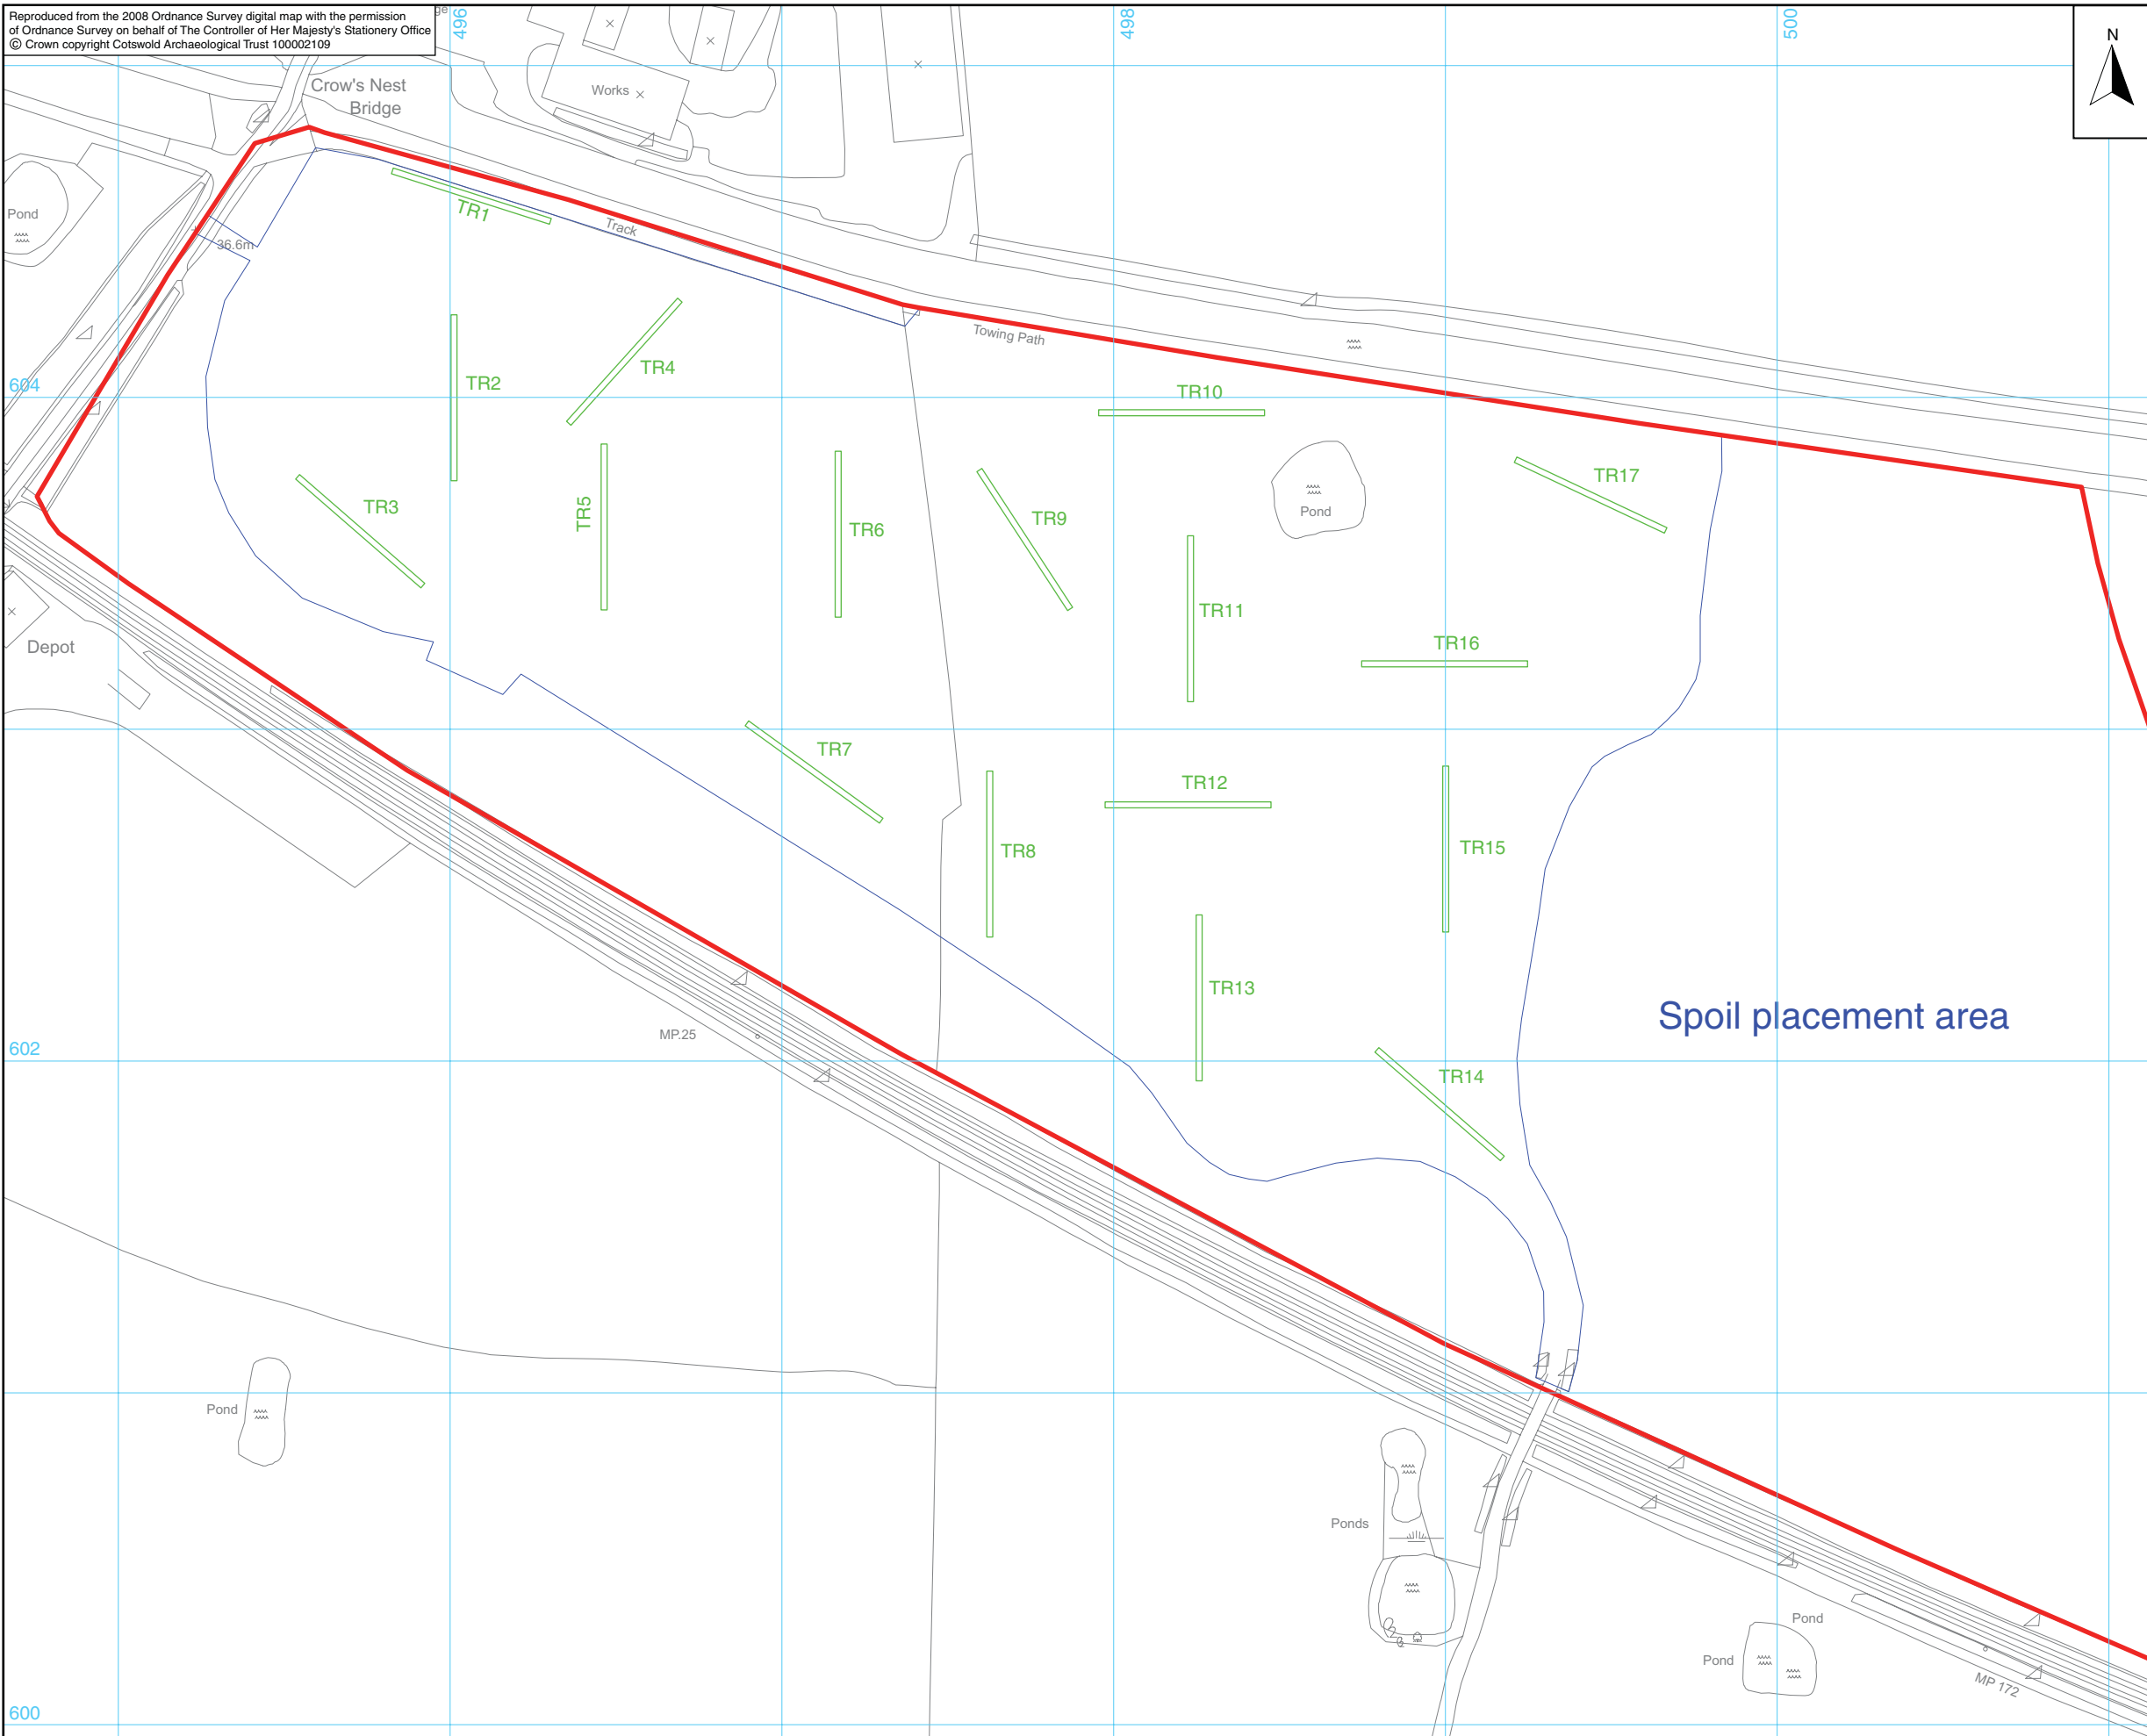 Reproduced from the 2008 Ordnance Survey digital map with the permission
of Ordnance Survey on behalf of The Controller of Her Majesty's Stationery Office
© Crown copyright Cotswold Archaeological Trust 100002109
ge
496
498
500
N
Crow's Nest
Bridge
Works
Pond
36.6m
TR1
Track
Towing Path
604
TR2
TR4
TR10
TR3
TR5
TR6
TR9
Pond
TR17
TR11
TR16
Depot
TR7
TR12
TR8
TR15
TR13
Spoil placement area
MP.25
602
TR14
Pond
Ponds
Pond
Pond
MP 172
600